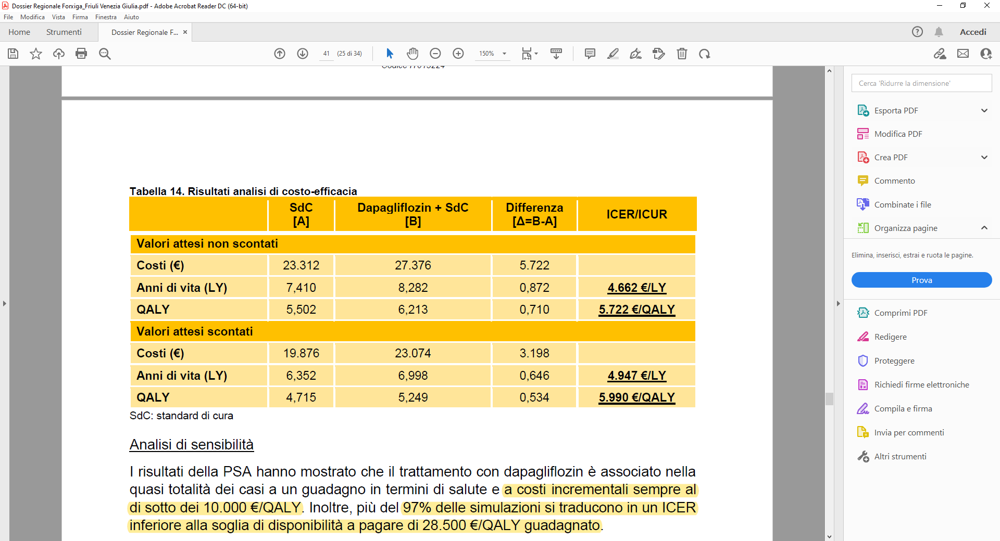 Dossier Regionale Forxiga_Friuli Venezia Giulia.pdf - Adobe Acrobat Reader DC (64-bit)
File Modifica Vista Firma Finestra Aiuto
Home Strumenti Dossier Regionale F... × Accedi
41 (25 di 34) 150%
Cerca 'Ridurre la dimensione'
Esporta PDF
Modifica PDF
Crea PDF
Commento
Combinate i file
Organizza pagine
Elimina, inserisci, estrai e ruota le pagine.
Prova
Comprimi PDF
Redigere
Proteggere
Richiedi firme elettroniche
Compila e firma
Invia per commenti
Altri strumenti
Tabella 14. Risultati analisi di costo-efficacia
SdC [A] Dapagliflozin + SdC [B] Differenza [Δ=B-A] ICER/ICUR
Valori attesi non scontati
Costi (€) 23.312 27.376 5.722
Anni di vita (LY) 7,410 8,282 0,872 4.662 €/LY
QALY 5,502 6,213 0,710 5.722 €/QALY
Valori attesi scontati
Costi (€) 19.876 23.074 3.198
Anni di vita (LY) 6,352 6,998 0,646 4.947 €/LY
QALY 4,715 5,249 0,534 5.990 €/QALY
SdC: standard di cura
Analisi di sensibilità
I risultati della PSA hanno mostrato che il trattamento con dapagliflozin è associato nella
quasi totalità dei casi a un guadagno in termini di salute e a costi incrementali sempre al
di sotto dei 10.000 €/QALY. Inoltre, più del 97% delle simulazioni si traducono in un ICER
inferiore alla soglia di disponibilità a pagare di 28.500 €/QALY guadagnato.